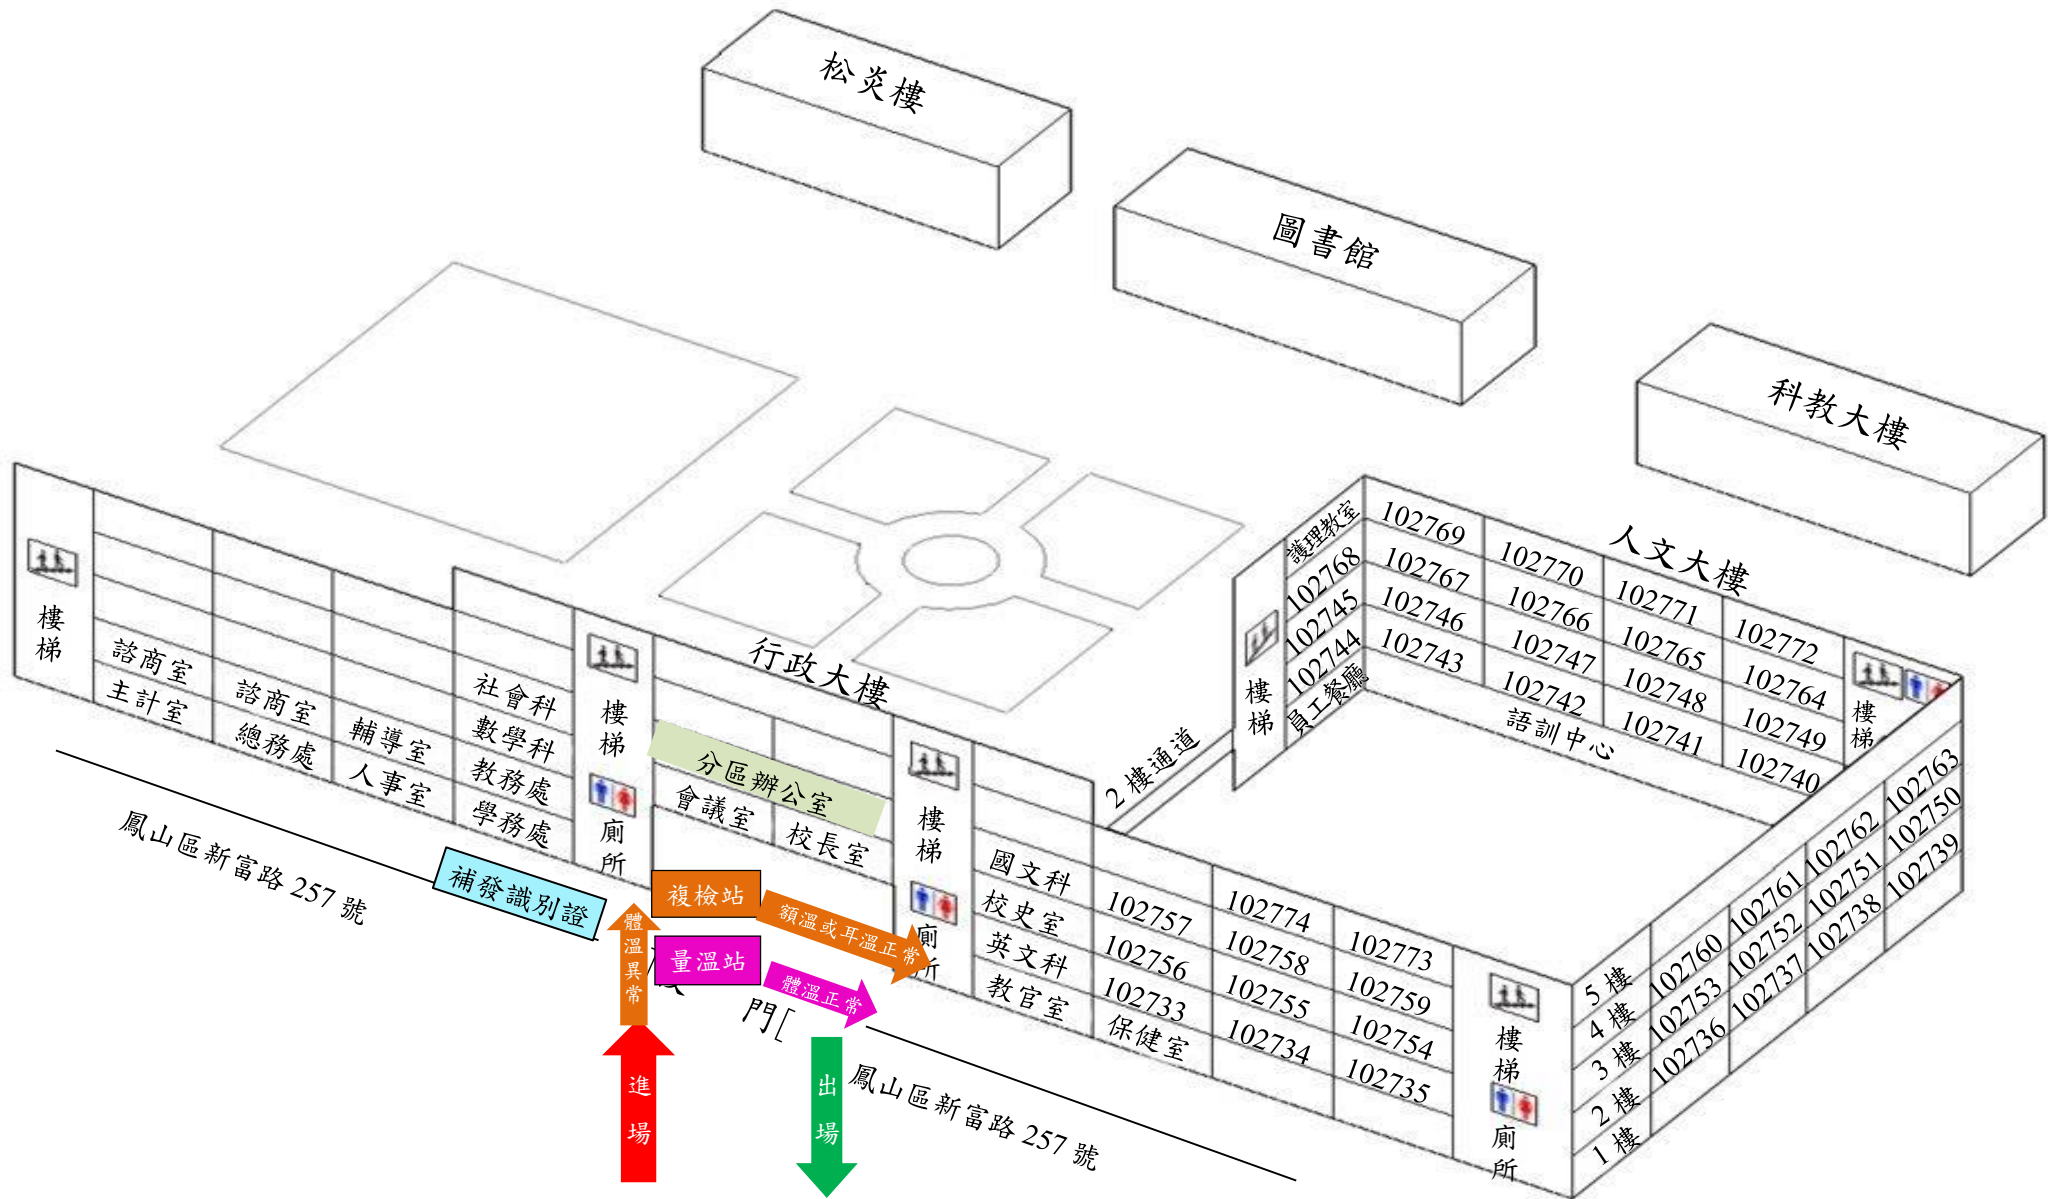 松炎樓
圖書館
科教大樓
人文大樓
護理教室
102769
102770
102771
102772
102768
102767
102766
102765
102764
102745
102746
102747
102748
102749
102744
102743
102742
102741
102740
員工餐廳
語訓中心
樓梯
樓梯
2 樓通道
行政大樓
樓梯
諮商室
主計室
諮商室
總務處
輔導室
人事室
社會科
數學科
教務處
學務處
樓梯
廁所
分區辦公室
會議室
校長室
樓梯
廁所
國文科
校史室
英文科
教官室
102757
102756
102733
保健室
102774
102758
102755
102734
102773
102759
102754
102735
樓梯
廁所
5 樓
4 樓
3 樓
2 樓
1 樓
102760
102753
102736
102761
102752
102737
102762
102751
102738
102763
102750
102739
鳳山區新富路 257 號
補發識別證
複檢站
額溫或耳溫正常
體溫異常
量溫站
體溫正常
門
進場
出場
鳳山區新富路 257 號